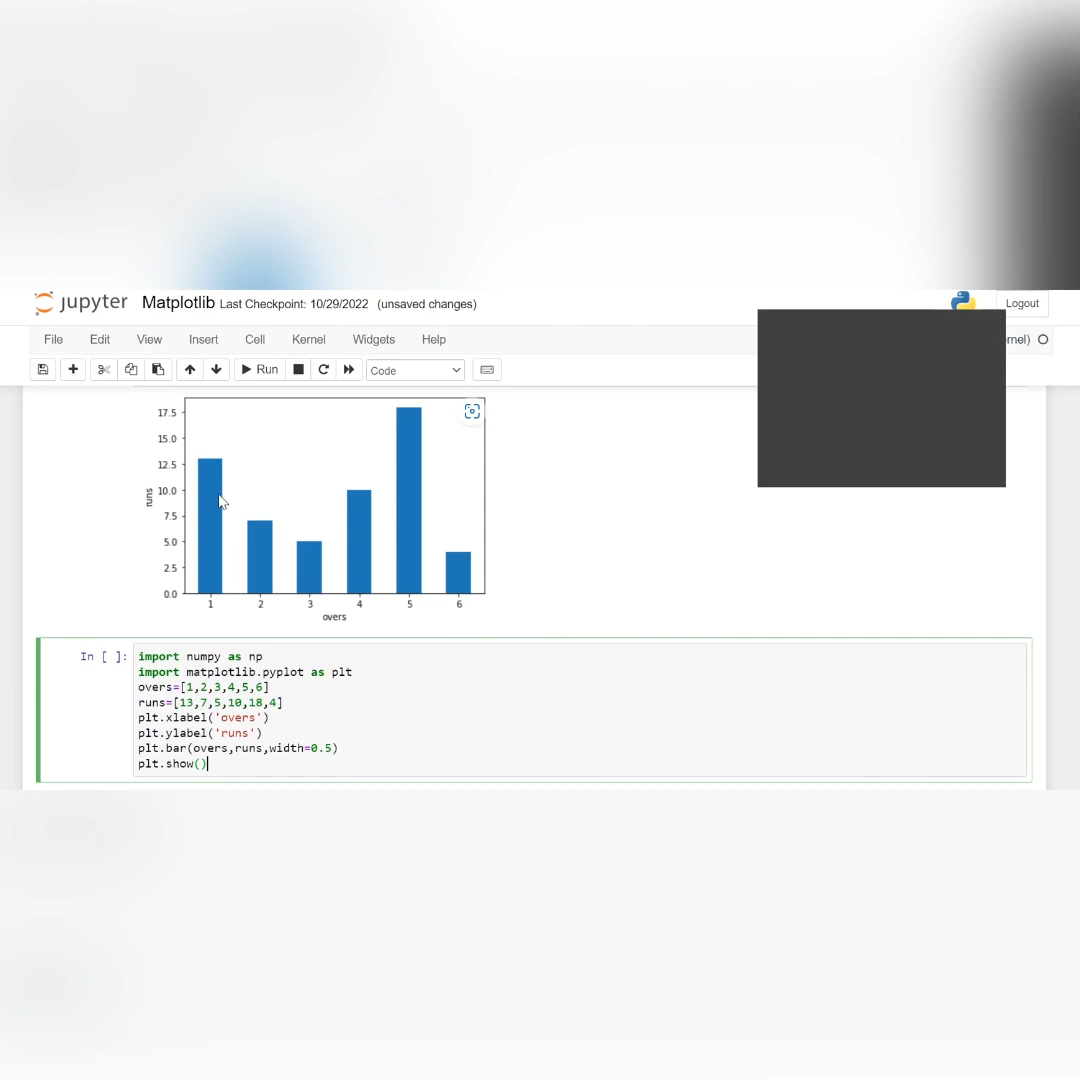 jupyter Matplotlib Last Checkpoint: 10/29/2022 (unsaved changes) Logout
File Edit View Insert Cell Kernel Widgets Help
Run Code
17.5
15.0
12.5
10.0
7.5
5.0
2.5
0.0
runs
1 2 3 4 5 6
overs
In [ ]: import numpy as np
import matplotlib.pyplot as plt
overs=[1,2,3,4,5,6]
runs=[13,7,5,10,18,4]
plt.xlabel('overs')
plt.ylabel('runs')
plt.bar(overs,runs,width=0.5)
plt.show()